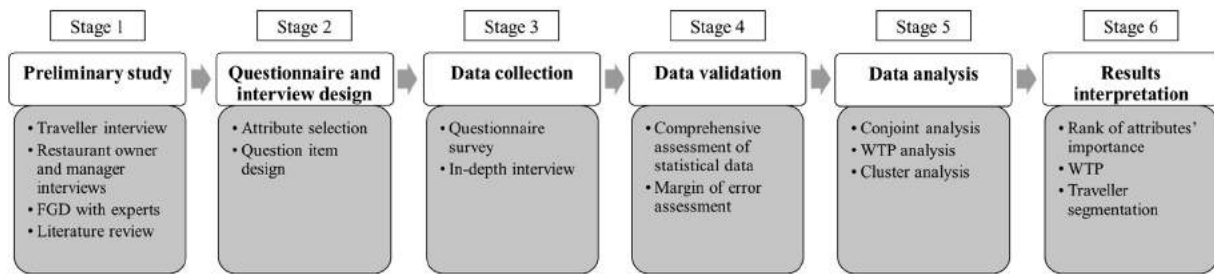 Stage 1
Preliminary study
• Traveller interview
• Restaurant owner
and manager
interviews
• FGD with experts
• Literature review
Stage 2
Questionnaire and
interview design
• Attribute selection
• Question item
design
Stage 3
Data collection
• Questionnaire
survey
• In-depth interview
Stage 4
Data validation
• Comprehensive
assessment of
statistical data
• Margin of error
assessment
Stage 5
Data analysis
• Conjoint analysis
• WTP analysis
• Cluster analysis
Stage 6
Results
interpretation
• Rank of attributes'
importance
• WTP
• Traveller
segmentation